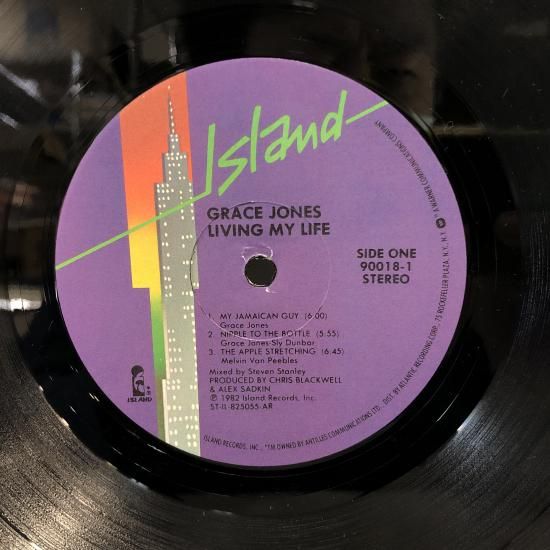 Island
GRACE JONES
LIVING MY LIFE
SIDE ONE
90018-1
STEREO
1. MY JAMAICAN GUY (6:00)
Grace Jones
2. NIPPLE TO THE BOTTLE (5:55)
Grace Jones-Sly Dunbar
3. THE APPLE STRETCHING (6:45)
Melvin Van Peebles
Mixed by Steven Stanley
PRODUCED BY CHRIS BLACKWELL
& ALEX SADKIN
℗ 1982 Island Records, Inc.
ST-IL-825055-AR
ISLAND
ISLAND RECORDS, INC., *TM OWNED BY ANTILLES COMMUNICATIONS LTD., DIST. BY ATLANTIC RECORDING CORP., 75 ROCKEFELLER PLAZA, N.Y., N.Y. A WARNER COMMUNICATIONS COMPANY